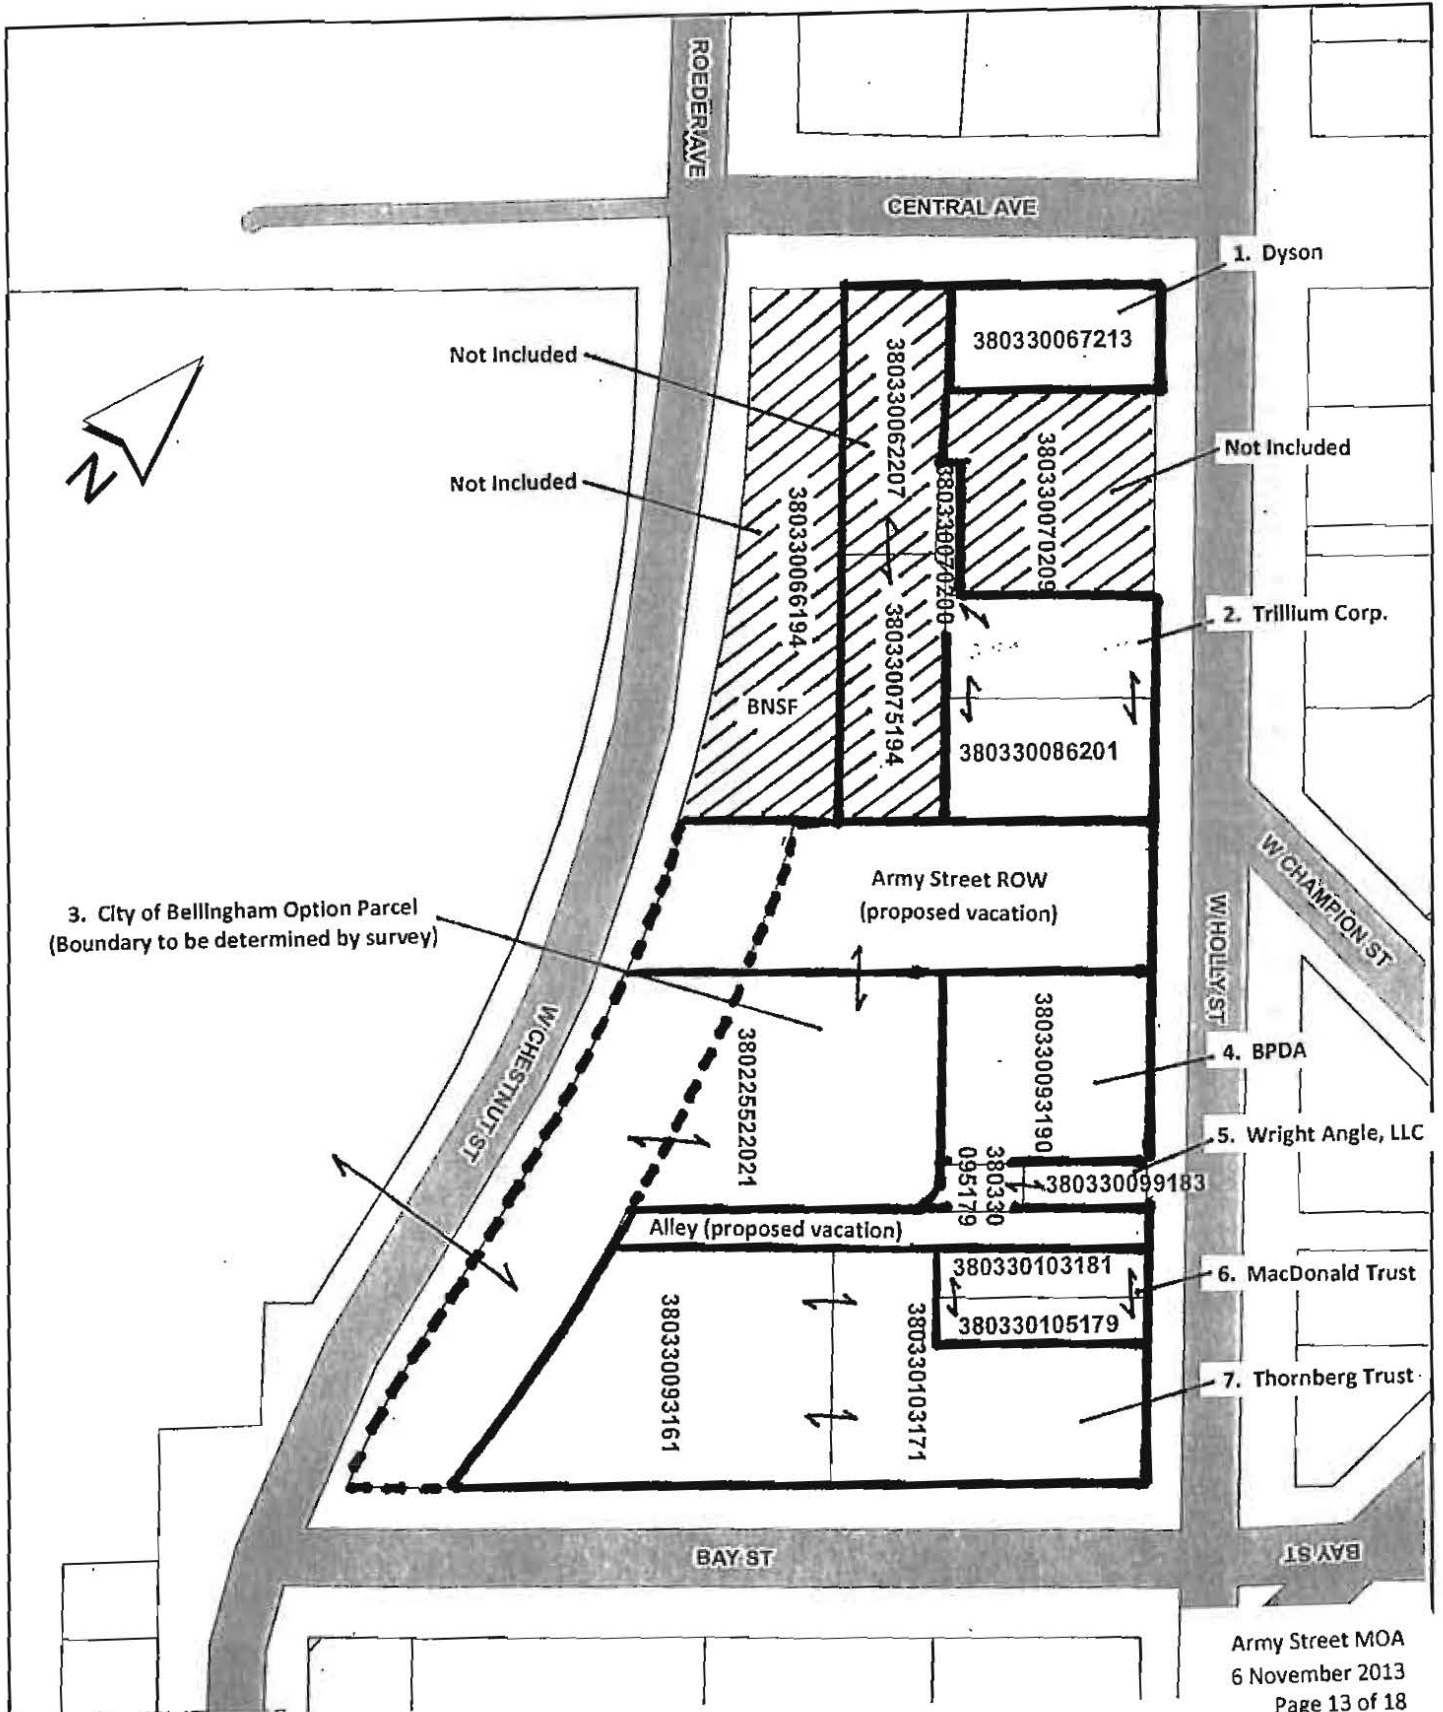 ROEDER AVE
CENTRAL AVE
1. Dyson
380330067213
Not Included
380330062207
Not Included
Not Included
380330070209
380330070200
380330066194
380330075194
2. Trillium Corp.
BNSF
380330086201
W CHAMPION ST
Army Street ROW
(proposed vacation)
3. City of Bellingham Option Parcel
(Boundary to be determined by survey)
W HOLLY ST
W CHESTNUT ST
380225522021
380330093190
4. BPDA
5. Wright Angle, LLC
380330
095179
380330099183
Alley (proposed vacation)
380330103181
6. MacDonald Trust
380330105179
380330093161
380330103171
7. Thornberg Trust
BAY ST
BAY ST
N
Army Street MOA
6 November 2013
Page 13 of 18